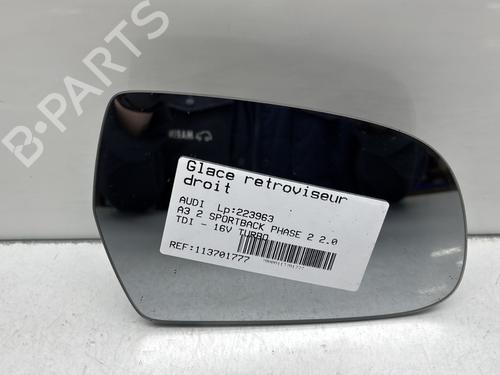 B-PARTS
Glace retroviseur
droit
AUDI Lp:223963
A3 2 SPORTBACK PHASE 2 2.0
TDI - 16V TURBO
REF:113701777